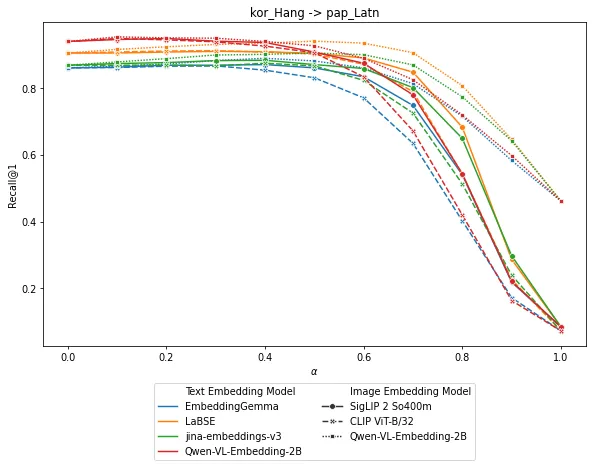 kor_Hang -> pap_Latn
Recall@1
0.8
0.6
0.4
0.2
0.0 0.2 0.4 0.6 0.8 1.0
α
Text Embedding Model Image Embedding Model
EmbeddingGemma SigLIP 2 So400m
LaBSE CLIP ViT-B/32
jina-embeddings-v3 Qwen-VL-Embedding-2B
Qwen-VL-Embedding-2B